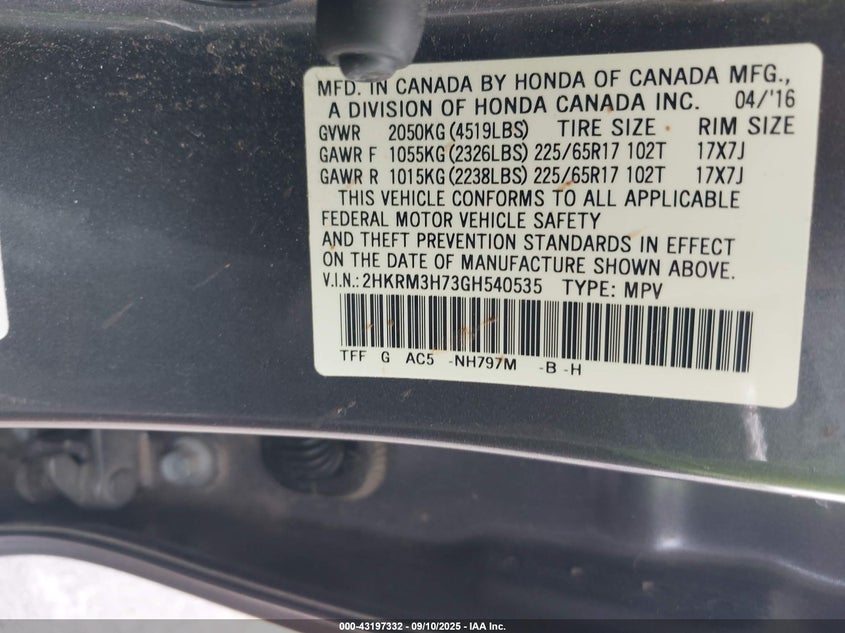 MFD. IN CANADA BY HONDA OF CANADA MFG.,
A DIVISION OF HONDA CANADA INC. 04/'16
GVWR 2050KG (4519LBS) TIRE SIZE RIM SIZE
GAWR F 1055KG (2326LBS) 225/65R17 102T 17X7J
GAWR R 1015KG (2238LBS) 225/65R17 102T 17X7J
THIS VEHICLE CONFORMS TO ALL APPLICABLE
FEDERAL MOTOR VEHICLE SAFETY
AND THEFT PREVENTION STANDARDS IN EFFECT
ON THE DATE OF MANUFACTURE SHOWN ABOVE.
V.I.N.: 2HKRM3H73GH540535 TYPE: MPV
TFF G AC5 -NH797M -B -H
000-43197332 - 09/10/2025 - IAA Inc.